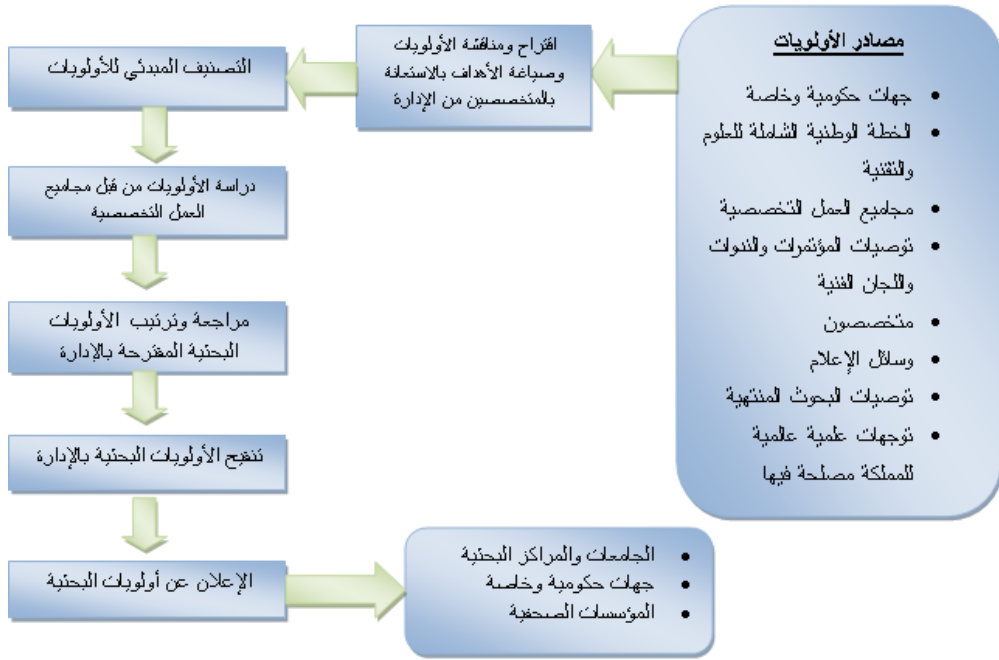 مصادر الأولويات
جهات حكومية وخاصة
الخطة الوطنية الشاملة للعلوم
والتقنية
مجاميع العمل التخصصية
توصيات المؤتمرات والندوات
واللجان الفنية
متخصصون
وسائل الإعلام
توصيات البحوث المنتهية
توجهات علمية عالمية
للمملكة مصلحة فيها
اقتراح ومناقشة الأولويات
وصياغة الأهداف بالاستعانة
بالمتخصصين من الإدارة
التصنيف المبدئي للأولويات
دراسة الأولويات من قبل مجاميع
العمل التخصصية
مراجعة وترتيب الأولويات
البحثية المقترحة بالإدارة
تنقيح الأولويات البحثية بالإدارة
الإعلان عن أولويات البحثية
الجامعات والمراكز البحثية
جهات حكومية وخاصة
المؤسسات الصحفية